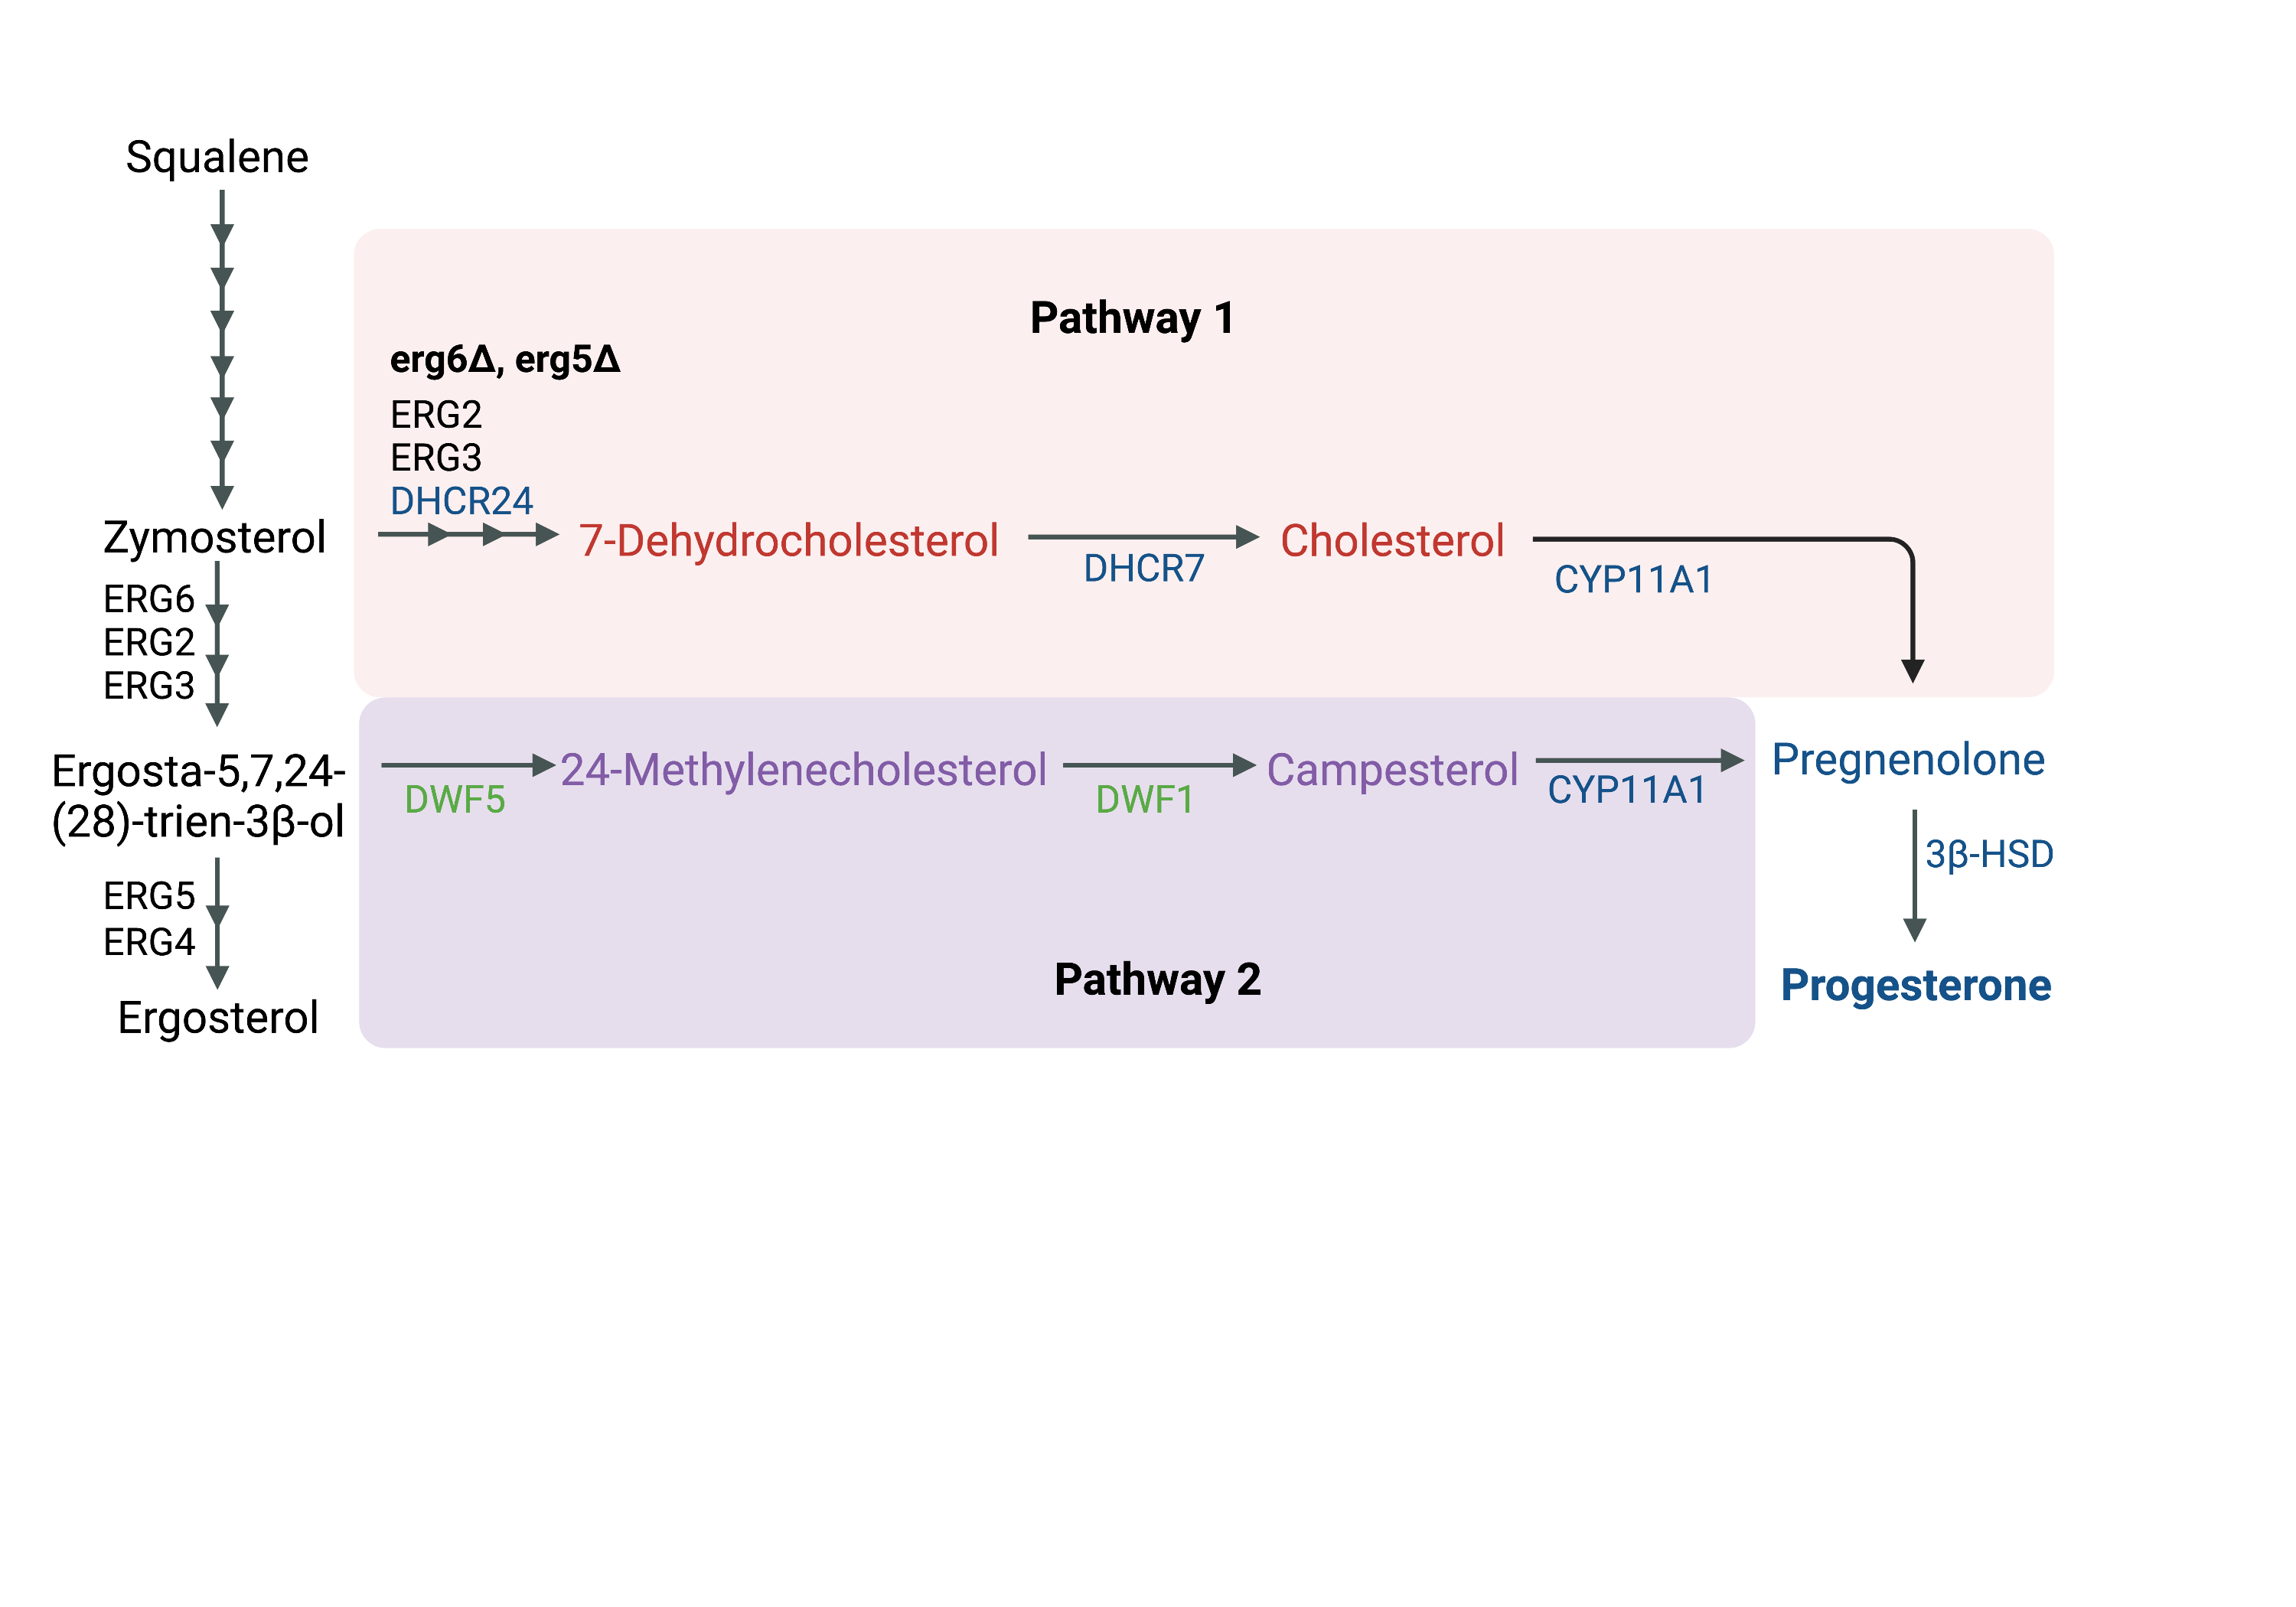 Squalene
Pathway 1
erg6Δ, erg5Δ
ERG2
ERG3
DHCR24
Zymosterol
7-Dehydrocholesterol
DHCR7
Cholesterol
CYP11A1
ERG6
ERG2
ERG3
Ergosta-5,7,24-
(28)-trien-3β-ol
DWF5
24-Methylenecholesterol
DWF1
Campesterol
CYP11A1
Pregnenolone
3β-HSD
ERG5
ERG4
Pathway 2
Progesterone
Ergosterol